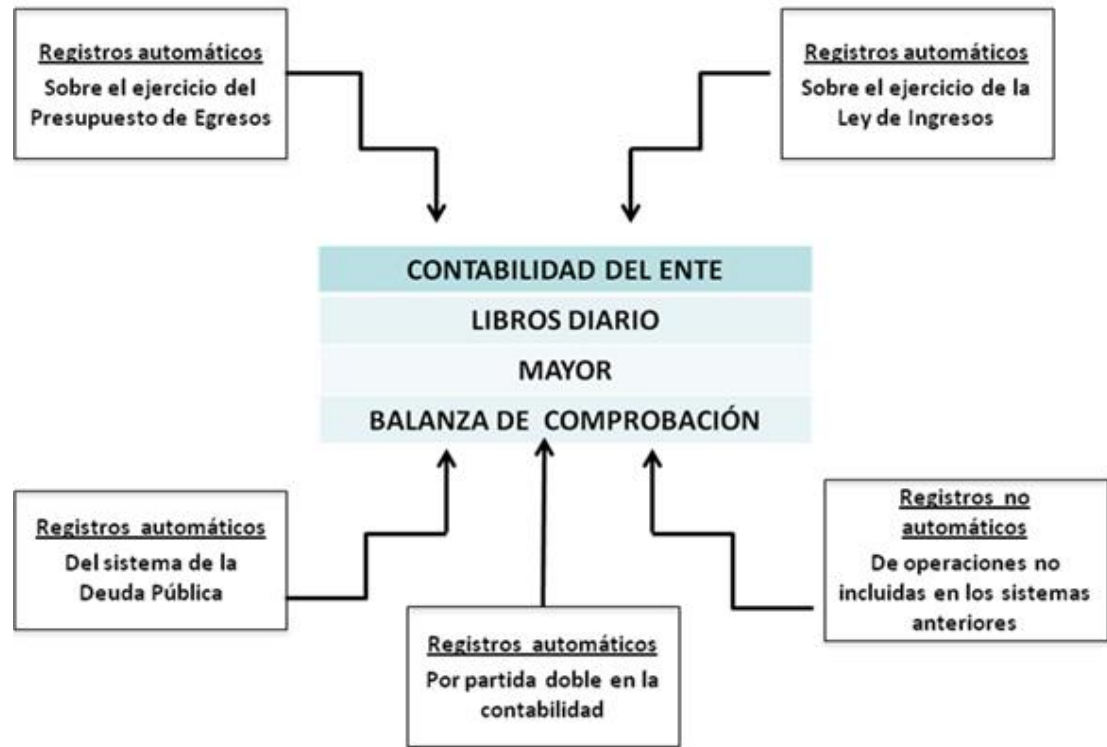 Registros automáticos
Sobre el ejercicio del
Presupuesto de Egresos
Registros automáticos
Sobre el ejercicio de la
Ley de Ingresos
CONTABILIDAD DEL ENTE
LIBROS DIARIO
MAYOR
BALANZA DE COMPROBACIÓN
Registros automáticos
Del sistema de la
Deuda Pública
Registros automáticos
Por partida doble en la
contabilidad
Registros no
automáticos
De operaciones no
incluidas en los sistemas
anteriores